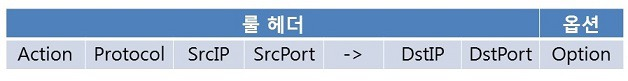 룰 헤더 옵션
Action Protocol SrcIP SrcPort -> DstIP DstPort Option